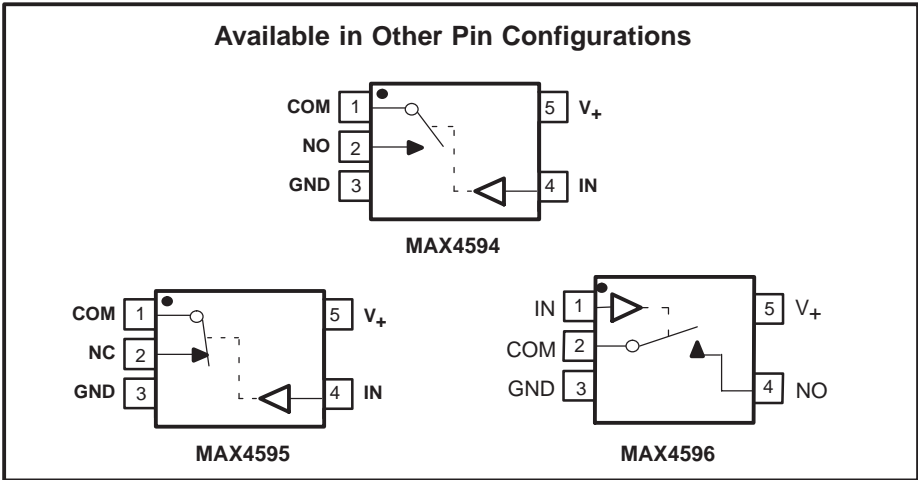 Available in Other Pin Configurations
COM 1 5 V+
NO 2
GND 3 4 IN
MAX4594
COM 1 5 V+
NC 2
GND 3 4 IN
MAX4595
IN 1 5 V+
COM 2
GND 3 4 NO
MAX4596